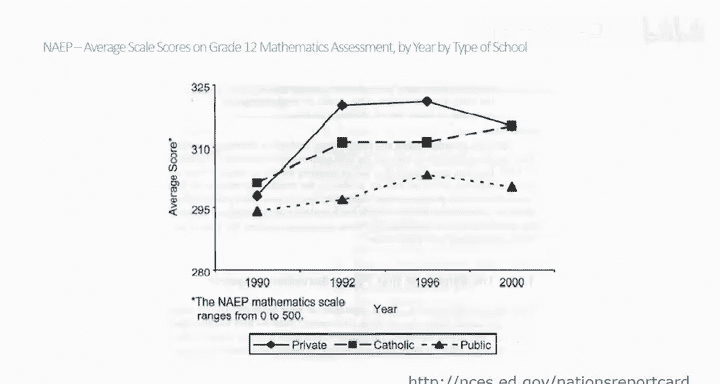 NAEP – Average Scale Scores on Grade 12 Mathematics Assessment, by Year by Type of School
325
310
295
280
Average Score*
1990 1992 1996 2000
*The NAEP mathematics scale
ranges from 0 to 500.
Year
Private Catholic Public
http://nces.ed.gov/nationsreportcard